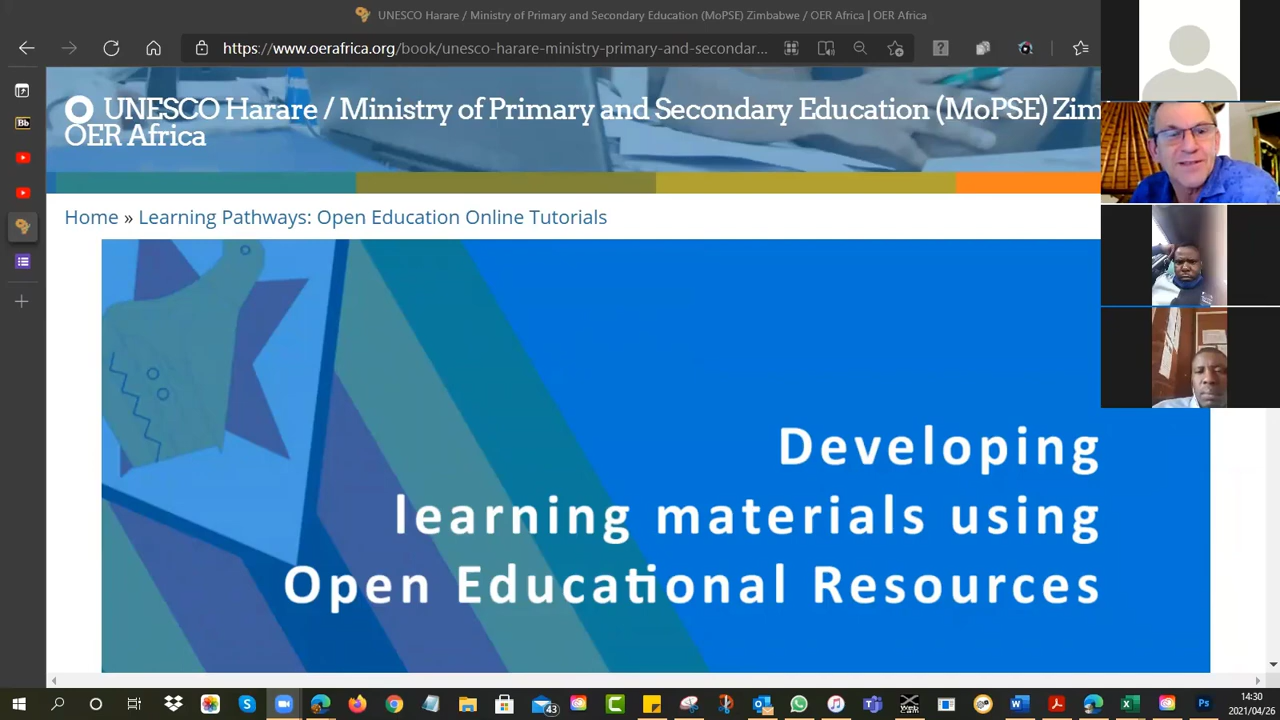 UNESCO Harare / Ministry of Primary and Secondary Education (MoPSE) Zimbabwe / OER Africa | OER Africa
https://www.oerafrica.org/book/unesco-harare-ministry-primary-and-secondar...
Bb
UNESCO Harare / Ministry of Primary and Secondary Education (MoPSE) Zim
OER Africa
Home » Learning Pathways: Open Education Online Tutorials
Developing
learning materials using
Open Educational Resources
43
14:30
2021/04/26